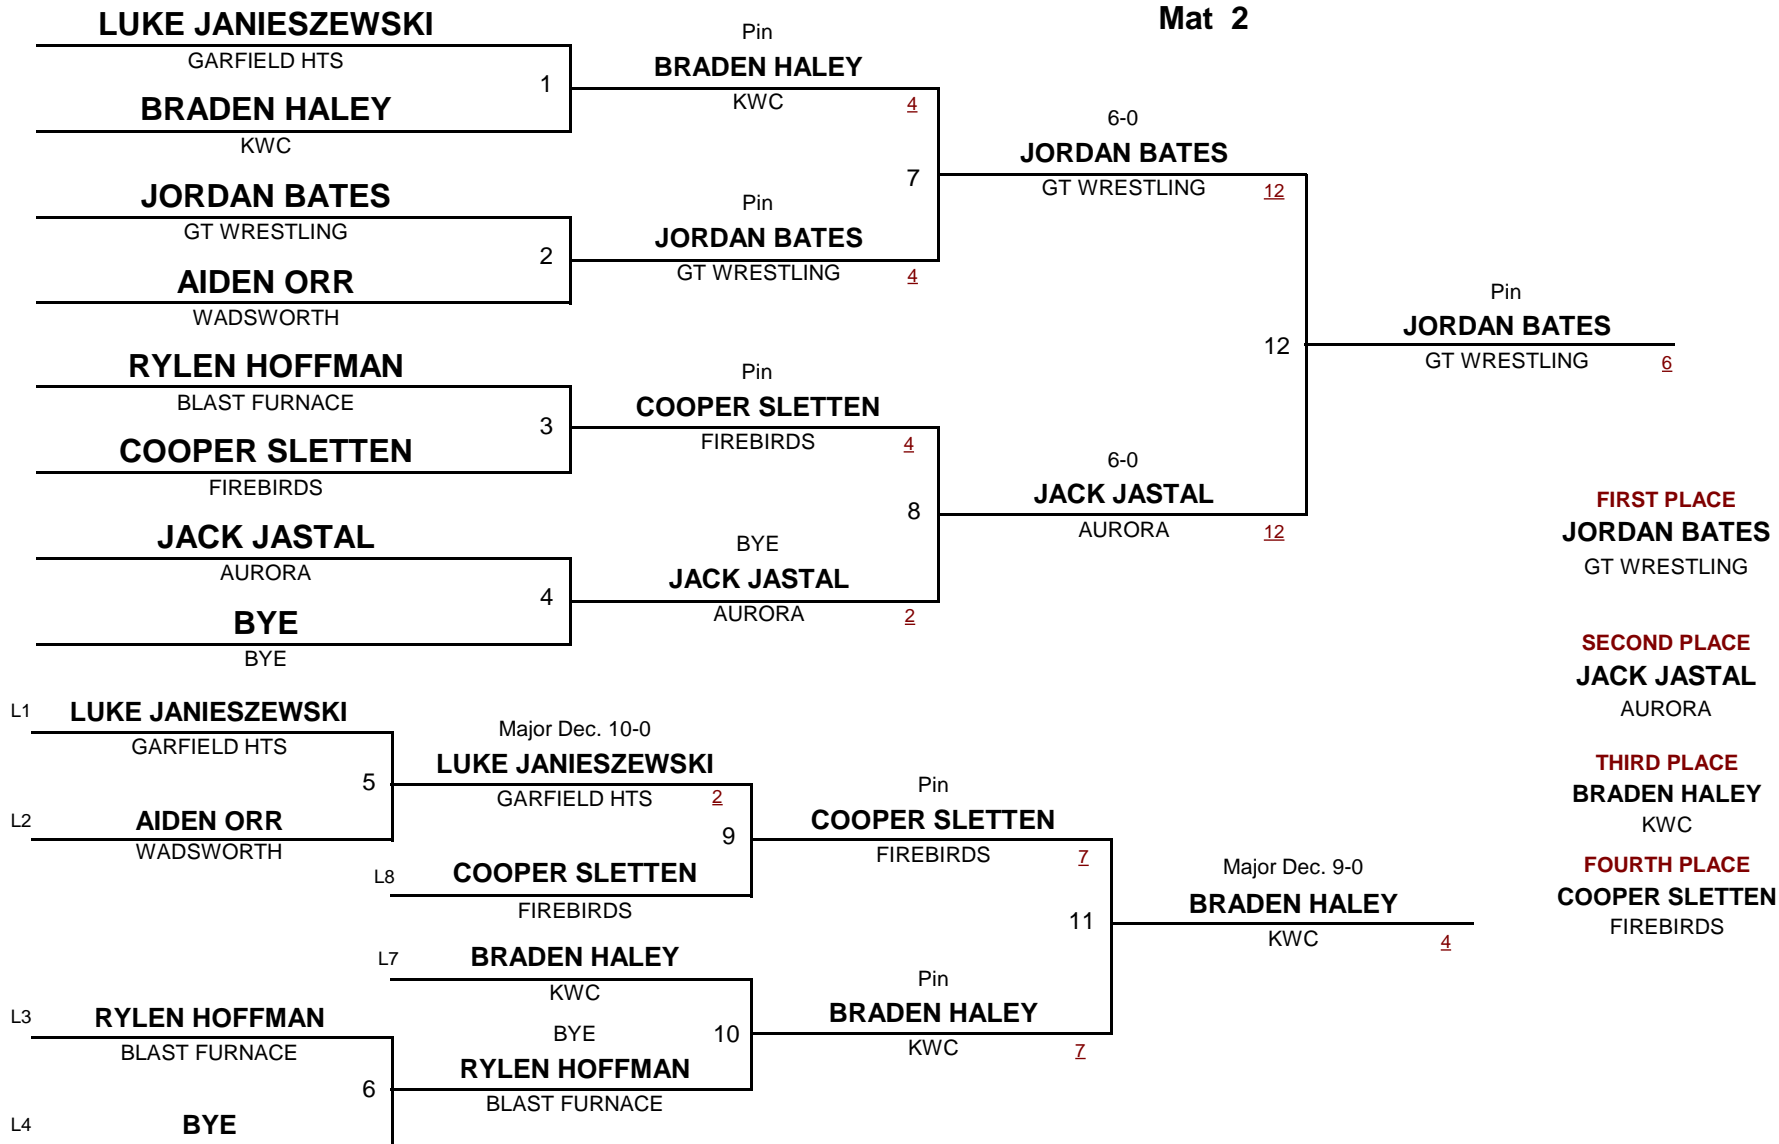 Mat 2
LUKE JANIESZEWSKI
GARFIELD HTS
1
BRADEN HALEY
KWC
JORDAN BATES
GT WRESTLING
2
AIDEN ORR
WADSWORTH
RYLEN HOFFMAN
BLAST FURNACE
3
COOPER SLETTEN
FIREBIRDS
JACK JASTAL
AURORA
4
BYE
BYE
Pin
BRADEN HALEY
KWC 4
7
Pin
JORDAN BATES
GT WRESTLING 4
Pin
COOPER SLETTEN
FIREBIRDS 4
8
BYE
JACK JASTAL
AURORA 2
6-0
JORDAN BATES
GT WRESTLING 12
12
6-0
JACK JASTAL
AURORA 12
Pin
JORDAN BATES
GT WRESTLING 6
FIRST PLACE
JORDAN BATES
GT WRESTLING
SECOND PLACE
JACK JASTAL
AURORA
THIRD PLACE
BRADEN HALEY
KWC
FOURTH PLACE
COOPER SLETTEN
FIREBIRDS
L1 LUKE JANIESZEWSKI
GARFIELD HTS
5
L2 AIDEN ORR
WADSWORTH
L3 RYLEN HOFFMAN
BLAST FURNACE
6
L4 BYE
Major Dec. 10-0
LUKE JANIESZEWSKI
GARFIELD HTS 2
9
L8 COOPER SLETTEN
FIREBIRDS
L7 BRADEN HALEY
KWC
BYE 10
RYLEN HOFFMAN
BLAST FURNACE
Pin
COOPER SLETTEN
FIREBIRDS 7
11
Pin
BRADEN HALEY
KWC 7
Major Dec. 9-0
BRADEN HALEY
KWC 4